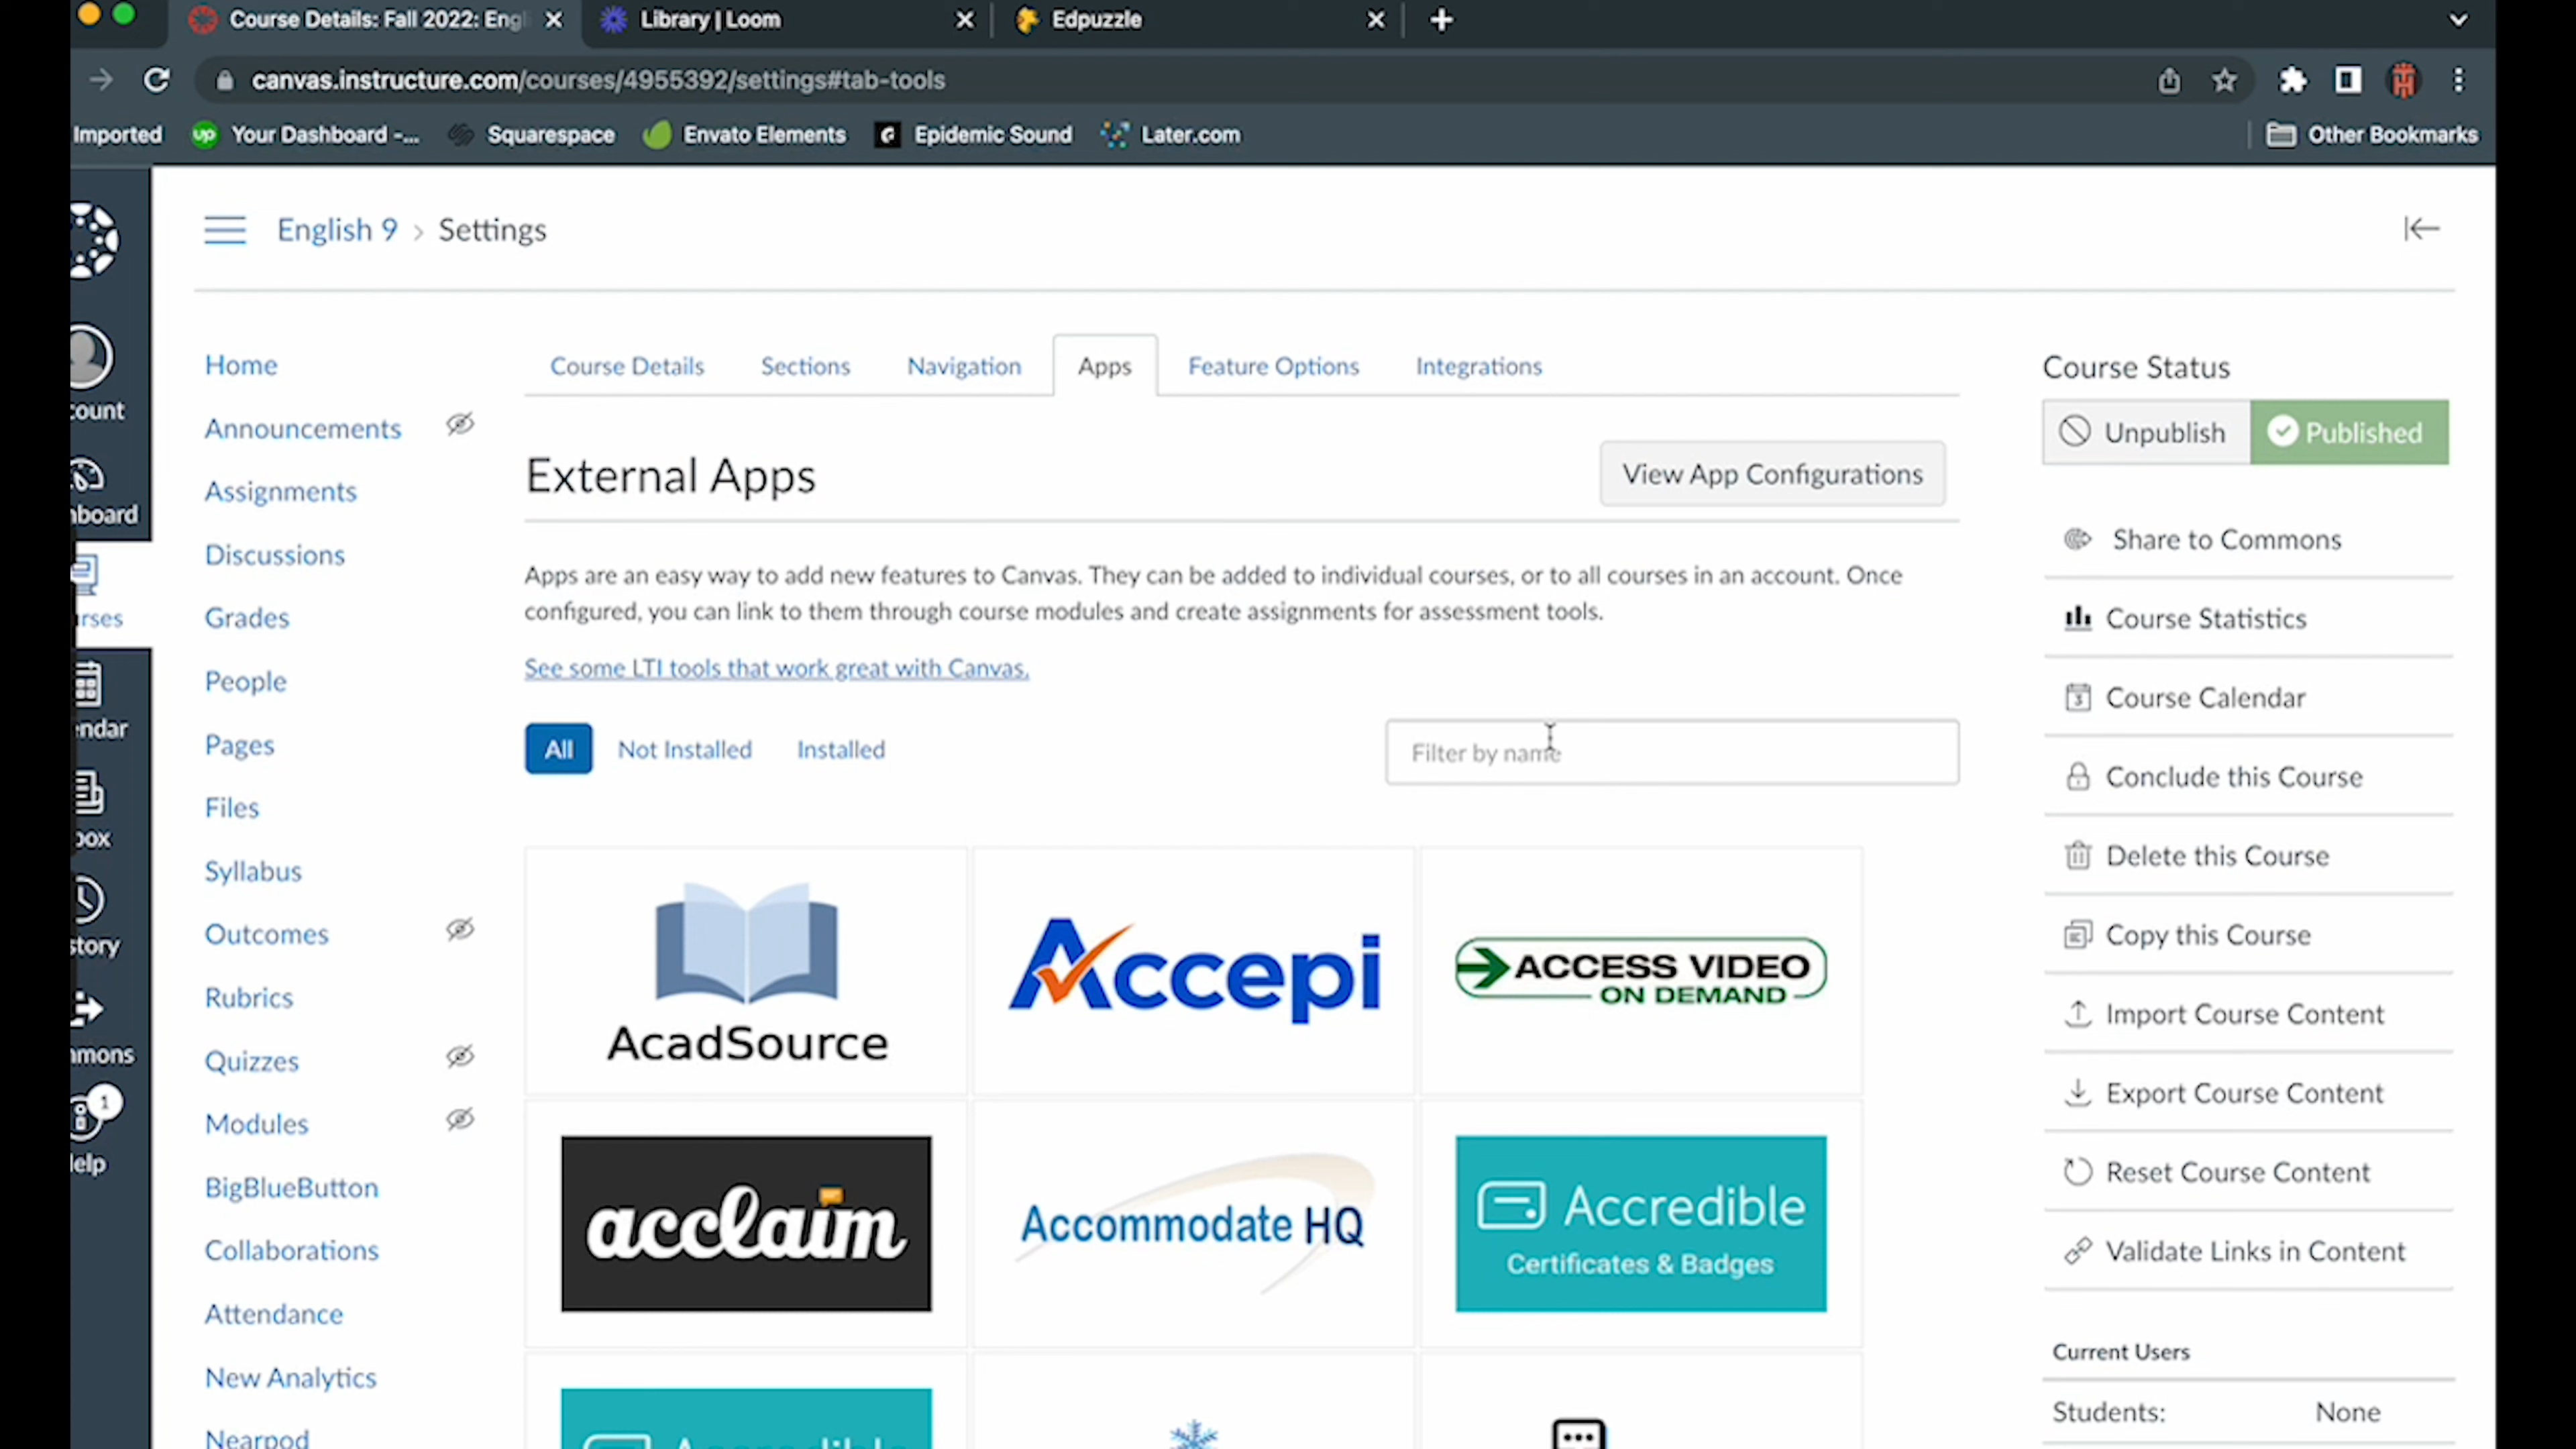 Course Details: Fall 2022: Engl
Library | Loom
Edpuzzle
canvas.instructure.com/courses/4955392/settings#tab-tools
Imported
up
Your Dashboard -...
Squarespace
Envato Elements
Epidemic Sound
Later.com
Other Bookmarks
English 9 > Settings
count
nboard
rses
endar
box
story
mmons
1
Help
Home
Announcements
Assignments
Discussions
Grades
People
Pages
Files
Syllabus
Outcomes
Rubrics
Quizzes
Modules
BigBlueButton
Collaborations
Attendance
New Analytics
Nearpod
Course Details
Sections
Navigation
Apps
Feature Options
Integrations
External Apps
View App Configurations
Apps are an easy way to add new features to Canvas. They can be added to individual courses, or to all courses in an account. Once
configured, you can link to them through course modules and create assignments for assessment tools.
See some LTI tools that work great with Canvas.
All
Not Installed
Installed
Filter by name
AcadSource
Accepi
ACCESS VIDEO
ON DEMAND
acclaim
Accommodate HQ
Accredible
Certificates & Badges
Accredible
Course Status
Unpublish
Published
Share to Commons
Course Statistics
Course Calendar
Conclude this Course
Delete this Course
Copy this Course
Import Course Content
Export Course Content
Reset Course Content
Validate Links in Content
Current Users
Students: None